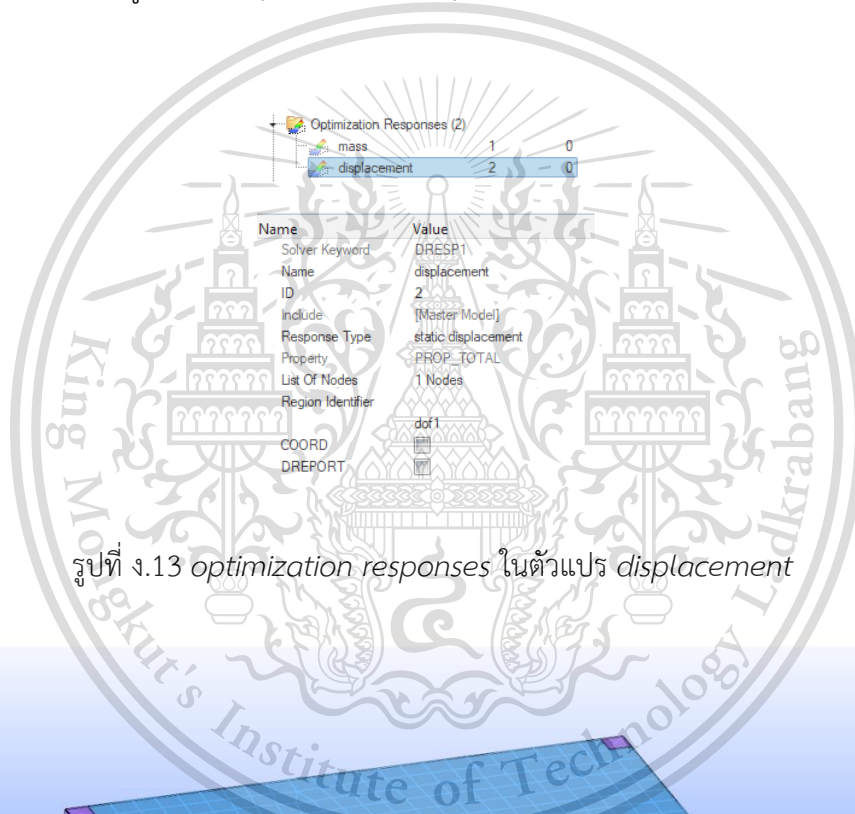 Optimization Responses (2)
mass 1 0
displacement 2 0
Name Value
Solver Keyword DRESP1
Name displacement
ID 2
Include [Master Model]
Response Type static displacement
Property PROP_TOTAL
List Of Nodes 1 Nodes
Region Identifier
dof1
COORD
DREPORT
รูปที่ ง.13 optimization responses ในตัวแปร displacement
King Mongkut's Institute of Technology Ladkrabang